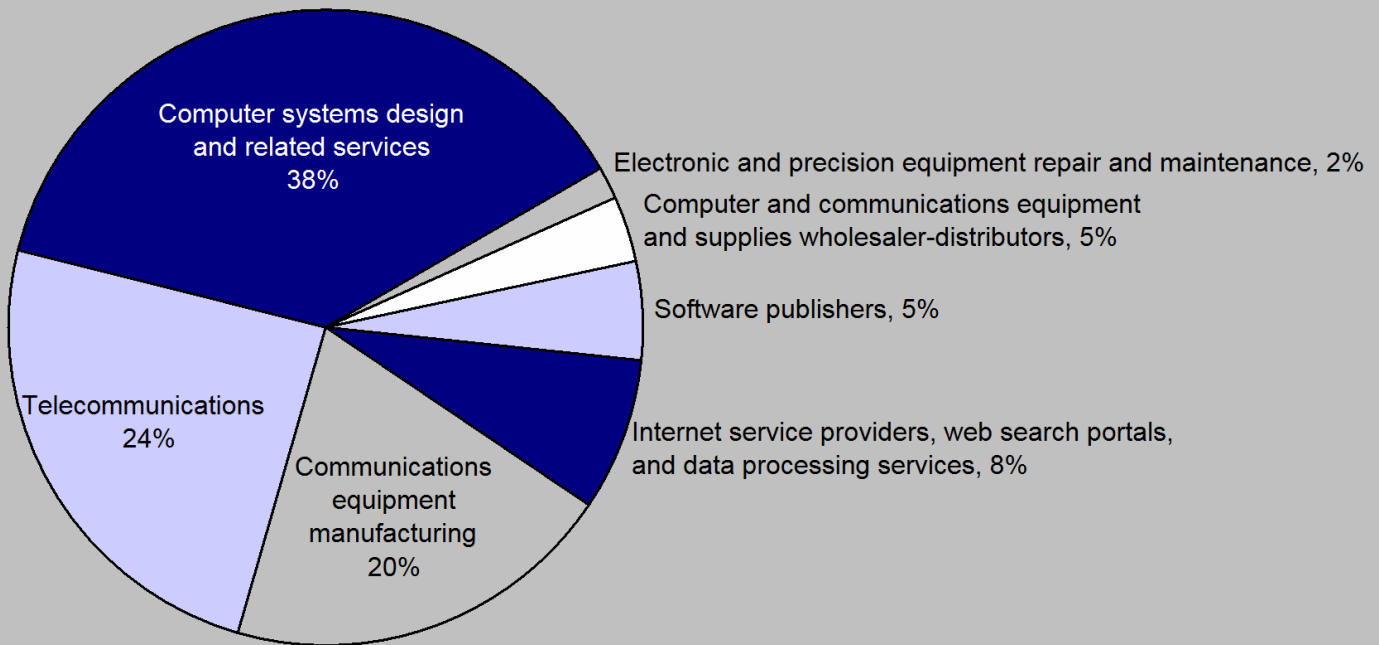 Computer systems design
and related services
38%
Electronic and precision equipment repair and maintenance, 2%
Computer and communications equipment
and supplies wholesaler-distributors, 5%
Software publishers, 5%
Internet service providers, web search portals,
and data processing services, 8%
Communications
equipment
manufacturing
20%
Telecommunications
24%